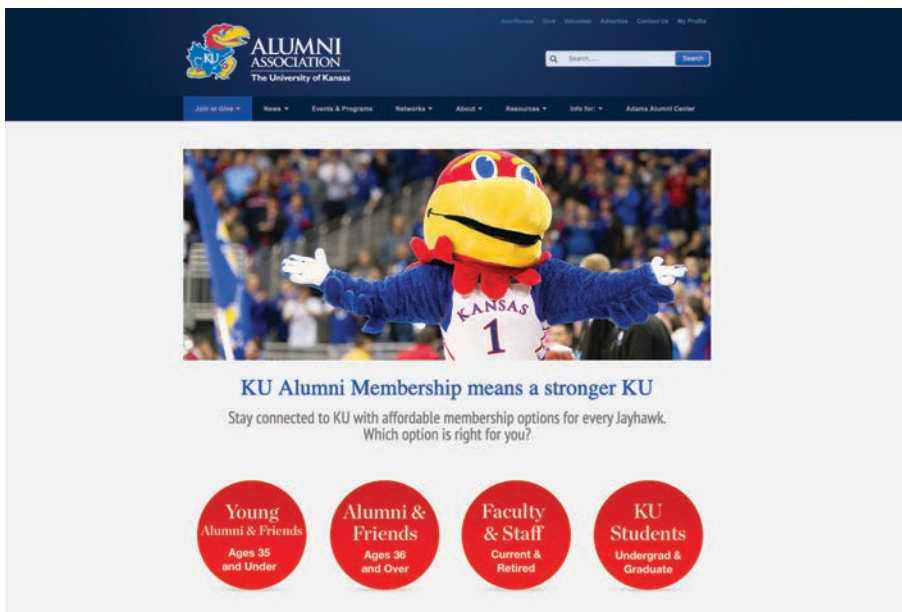 Join/Renew Give Volunteer Advertise Contact Us My Profile
KU
ALUMNI
ASSOCIATION
The University of Kansas
Search.....
Search
Join or Give
News
Events & Programs
Networks
About
Resources
Info for:
Adams Alumni Center
KANSAS
1
KU Alumni Membership means a stronger KU
Stay connected to KU with affordable membership options for every Jayhawk.
Which option is right for you?
Young
Alumni & Friends
Ages 35
and Under
Alumni &
Friends
Ages 36
and Over
Faculty
& Staff
Current &
Retired
KU
Students
Undergrad &
Graduate